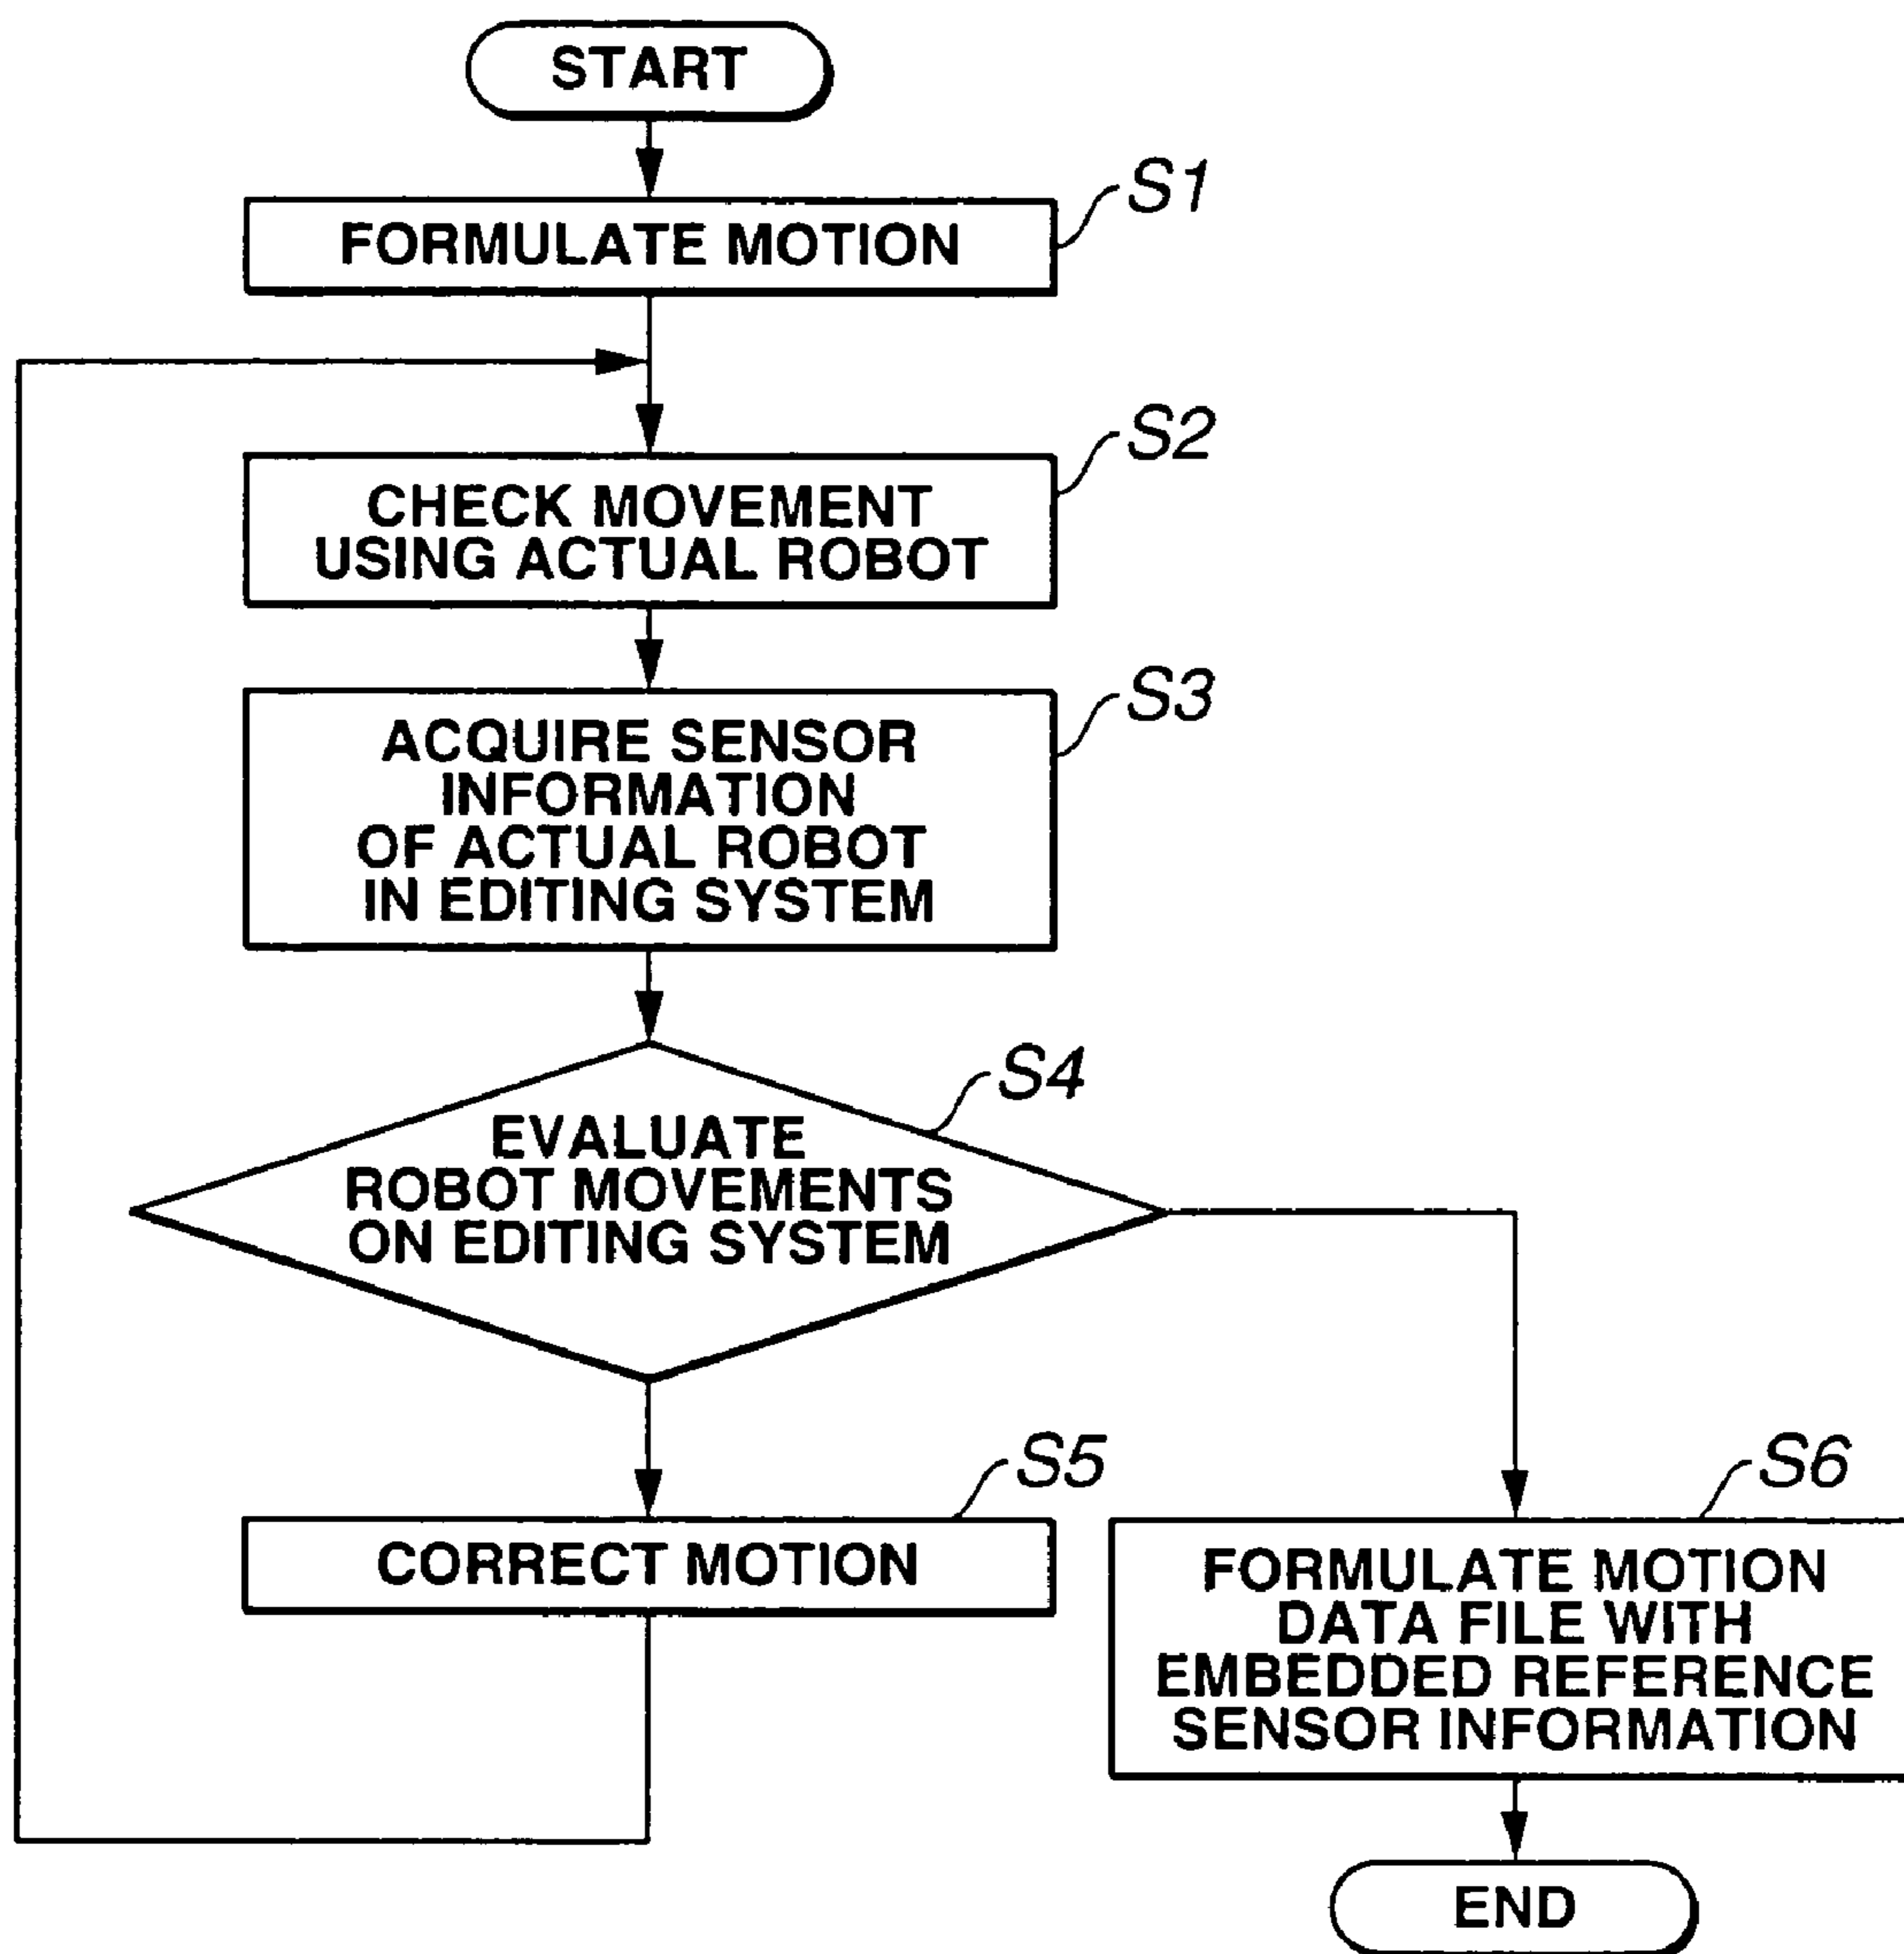 START
S1
FORMULATE MOTION
S2
CHECK MOVEMENT
USING ACTUAL ROBOT
S3
ACQUIRE SENSOR
INFORMATION
OF ACTUAL ROBOT
IN EDITING SYSTEM
S4
EVALUATE
ROBOT MOVEMENTS
ON EDITING SYSTEM
S5
CORRECT MOTION
S6
FORMULATE MOTION
DATA FILE WITH
EMBEDDED REFERENCE
SENSOR INFORMATION
END